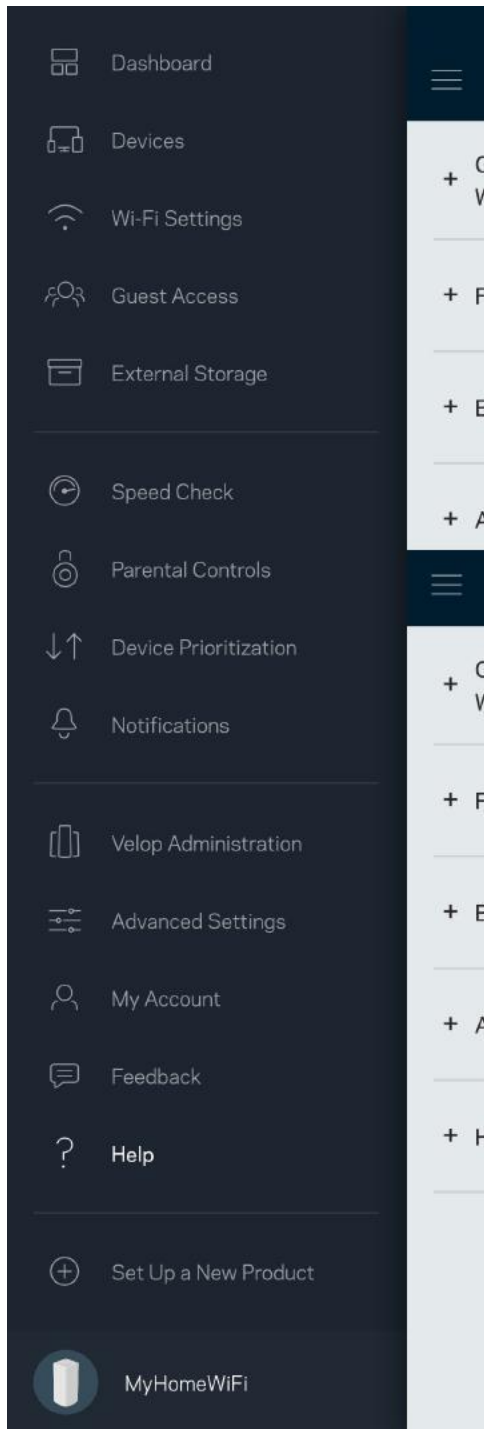 Dashboard
Devices
Wi-Fi Settings
Guest Access
External Storage
Speed Check
Parental Controls
Device Prioritization
Notifications
Velop Administration
Advanced Settings
My Account
Feedback
? Help
Set Up a New Product
MyHomeWiFi